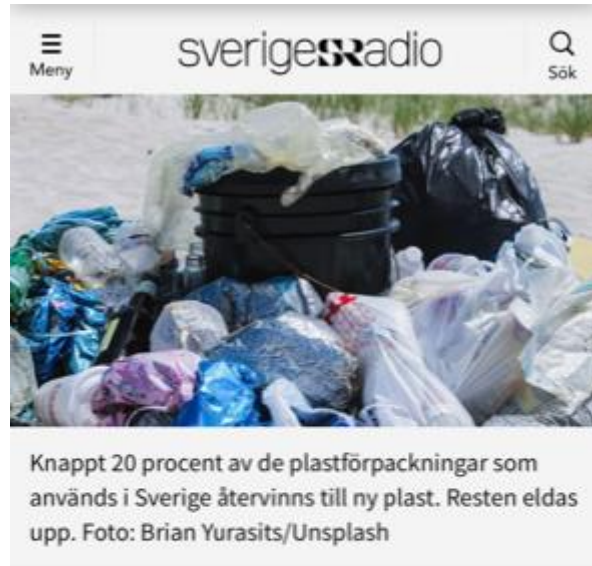 Meny
sverigesradio
Sök
Knappt 20 procent av de plastförpackningar som
används i Sverige återvinns till ny plast. Resten eldas
upp. Foto: Brian Yurasits/Unsplash